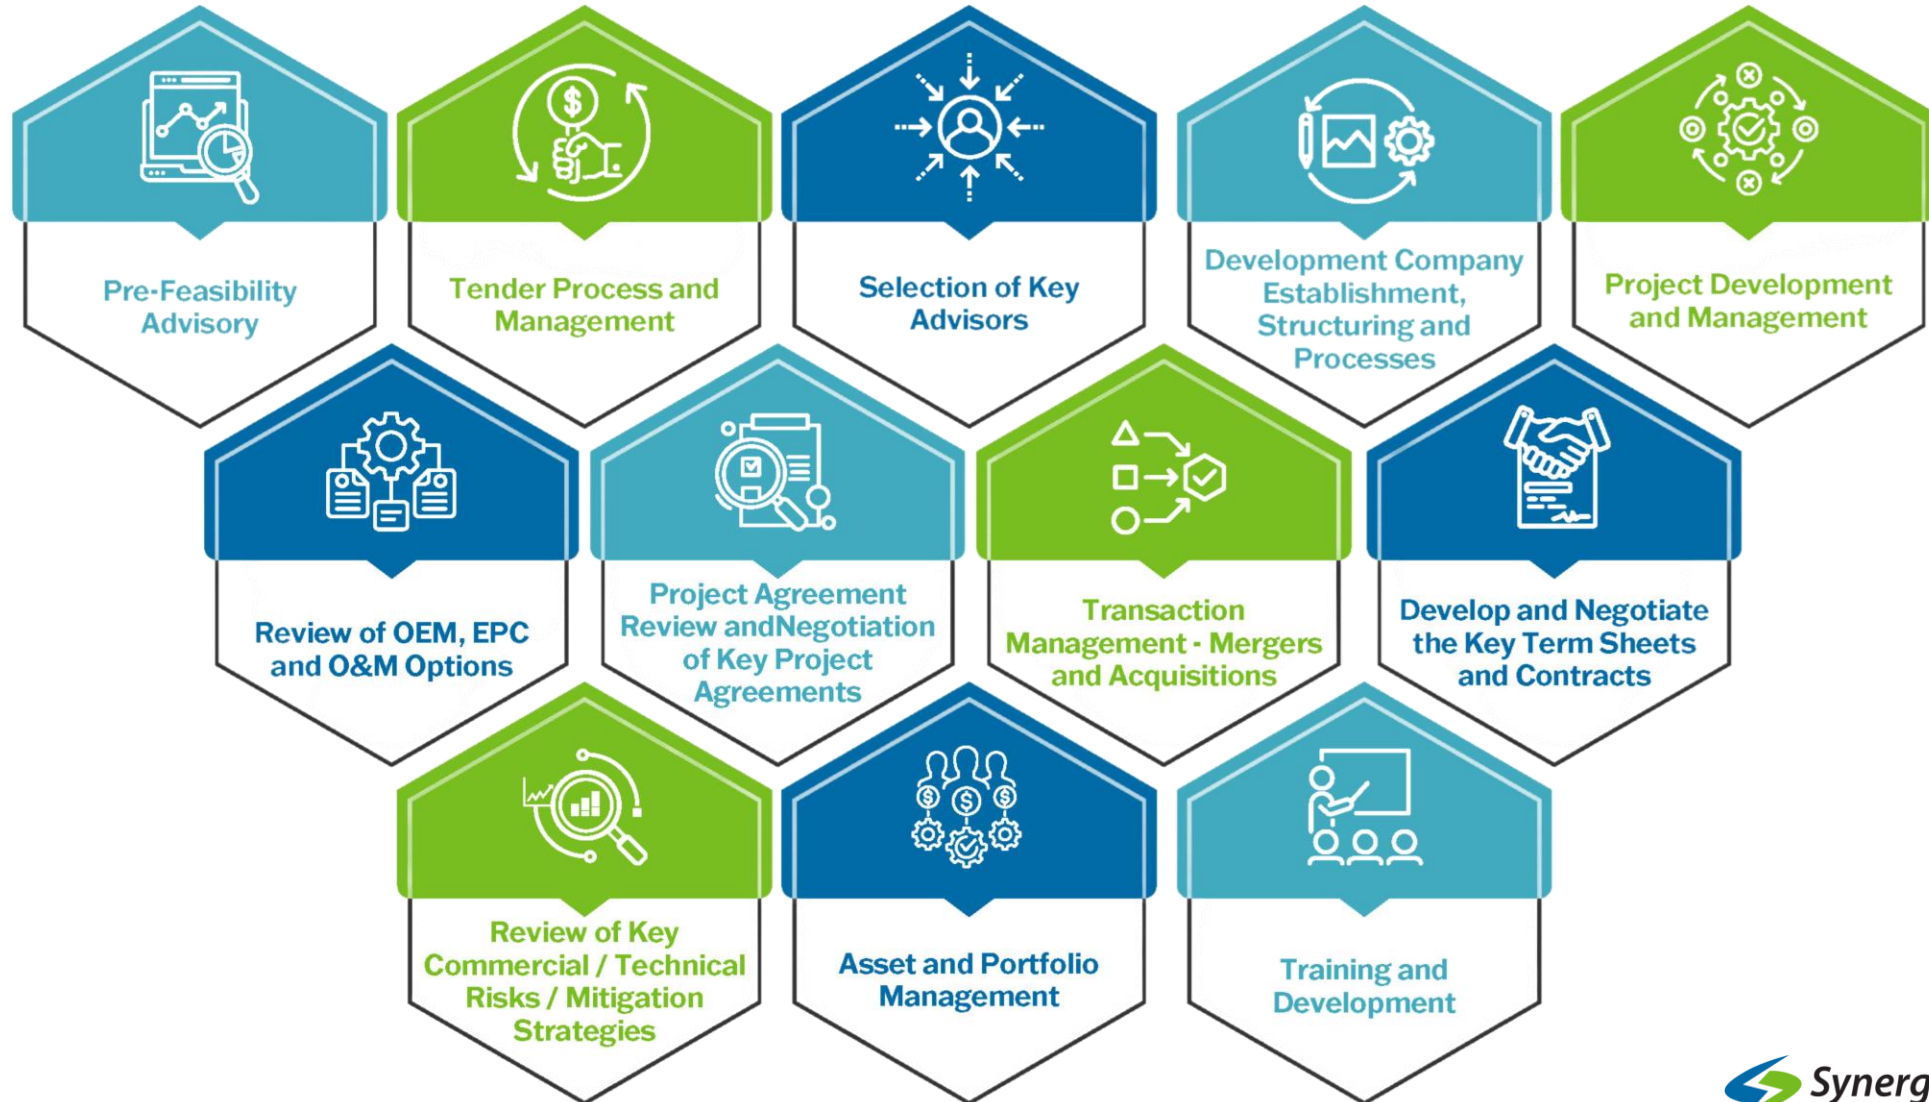 Pre-Feasibility
Advisory
Tender Process and
Management
Selection of Key
Advisors
Development Company
Establishment,
Structuring and
Processes
Project Development
and Management
Review of OEM, EPC
and O&M Options
Project Agreement
Review andNegotiation
of Key Project
Agreements
Transaction
Management - Mergers
and Acquisitions
Develop and Negotiate
the Key Term Sheets
and Contracts
Review of Key
Commercial / Technical
Risks / Mitigation
Strategies
Asset and Portfolio
Management
Training and
Development
Synerg